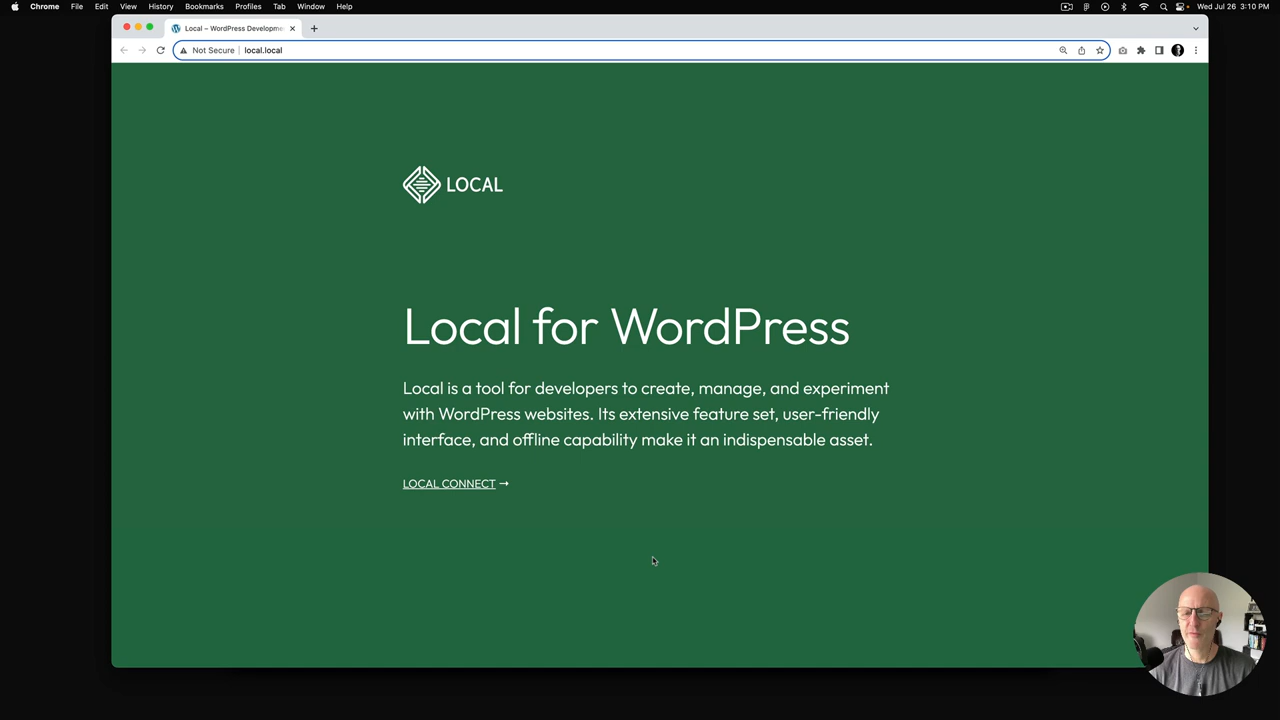 Chrome File Edit View History Bookmarks Profiles Tab Window Help
Wed Jul 26 3:10 PM
Local – WordPress Developme
Not Secure local.local
LOCAL
Local for WordPress
Local is a tool for developers to create, manage, and experiment
with WordPress websites. Its extensive feature set, user-friendly
interface, and offline capability make it an indispensable asset.
LOCAL CONNECT →